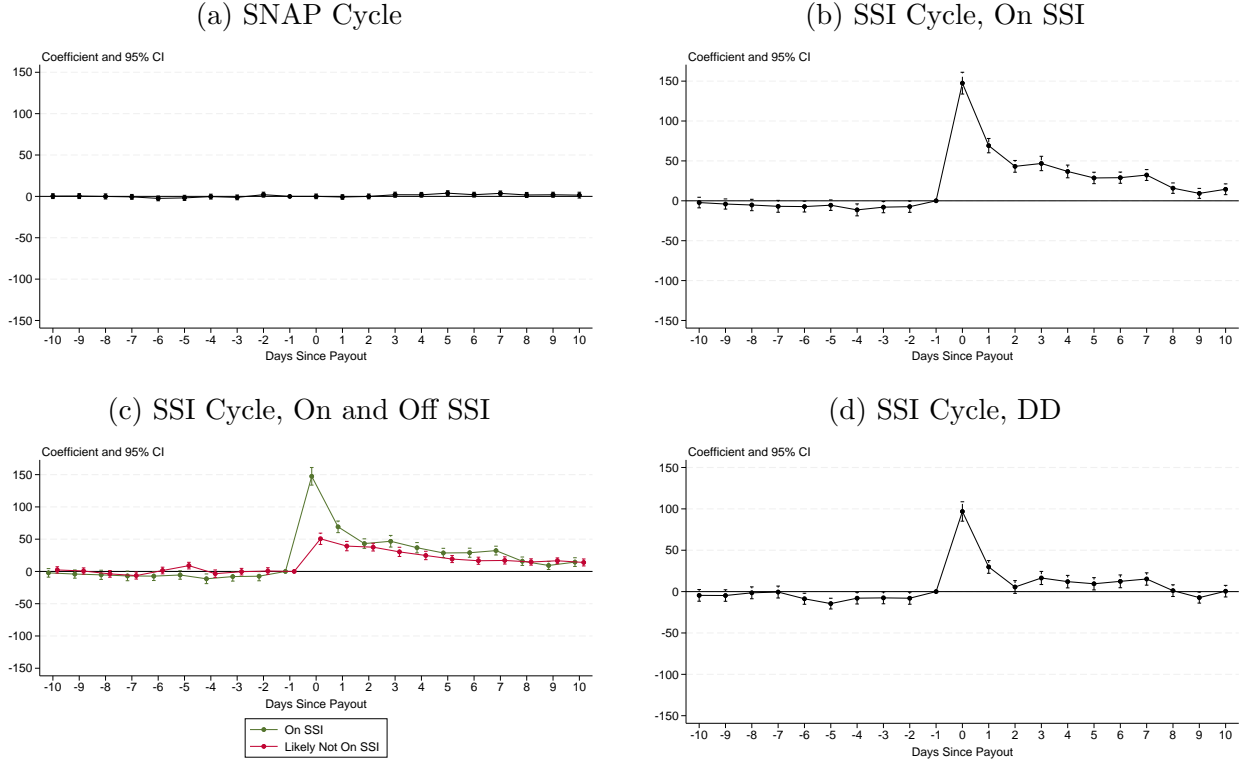 (a) SNAP Cycle
Coefficient and 95% CI
150
100
50
0
-50
-100
-150
-10 -9 -8 -7 -6 -5 -4 -3 -2 -1 0 1 2 3 4 5 6 7 8 9 10
Days Since Payout
(b) SSI Cycle, On SSI
Coefficient and 95% CI
150
100
50
0
-50
-100
-150
-10 -9 -8 -7 -6 -5 -4 -3 -2 -1 0 1 2 3 4 5 6 7 8 9 10
Days Since Payout
(c) SSI Cycle, On and Off SSI
Coefficient and 95% CI
150
100
50
0
-50
-100
-150
-10 -9 -8 -7 -6 -5 -4 -3 -2 -1 0 1 2 3 4 5 6 7 8 9 10
Days Since Payout
On SSI
Likely Not On SSI
(d) SSI Cycle, DD
Coefficient and 95% CI
150
100
50
0
-50
-100
-150
-10 -9 -8 -7 -6 -5 -4 -3 -2 -1 0 1 2 3 4 5 6 7 8 9 10
Days Since Payout